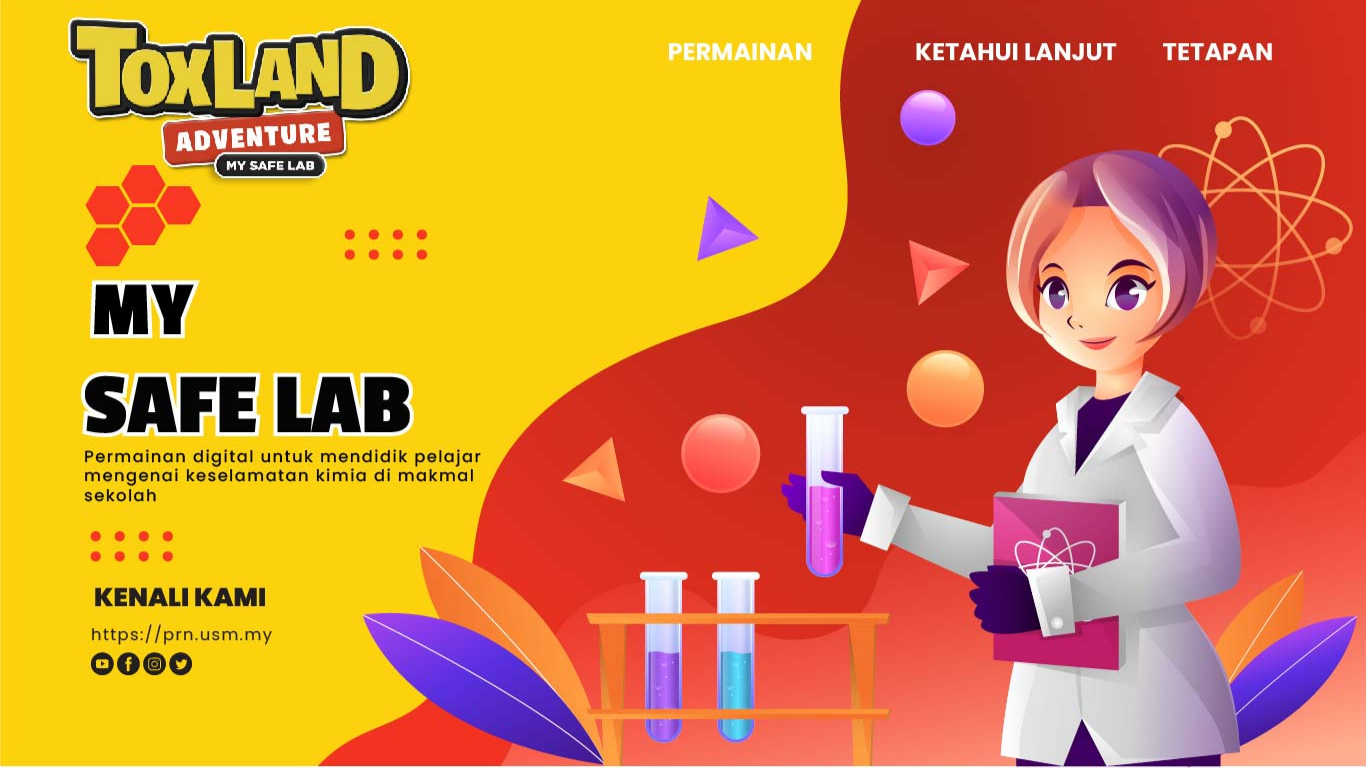 TOXLAND
ADVENTURE
MY SAFE LAB
PERMAINAN
KETAHUI LANJUT
TETAPAN
MY
SAFE LAB
Permainan digital untuk mendidik pelajar
mengenai keselamatan kimia di makmal
sekolah
KENALI KAMI
https://prn.usm.my